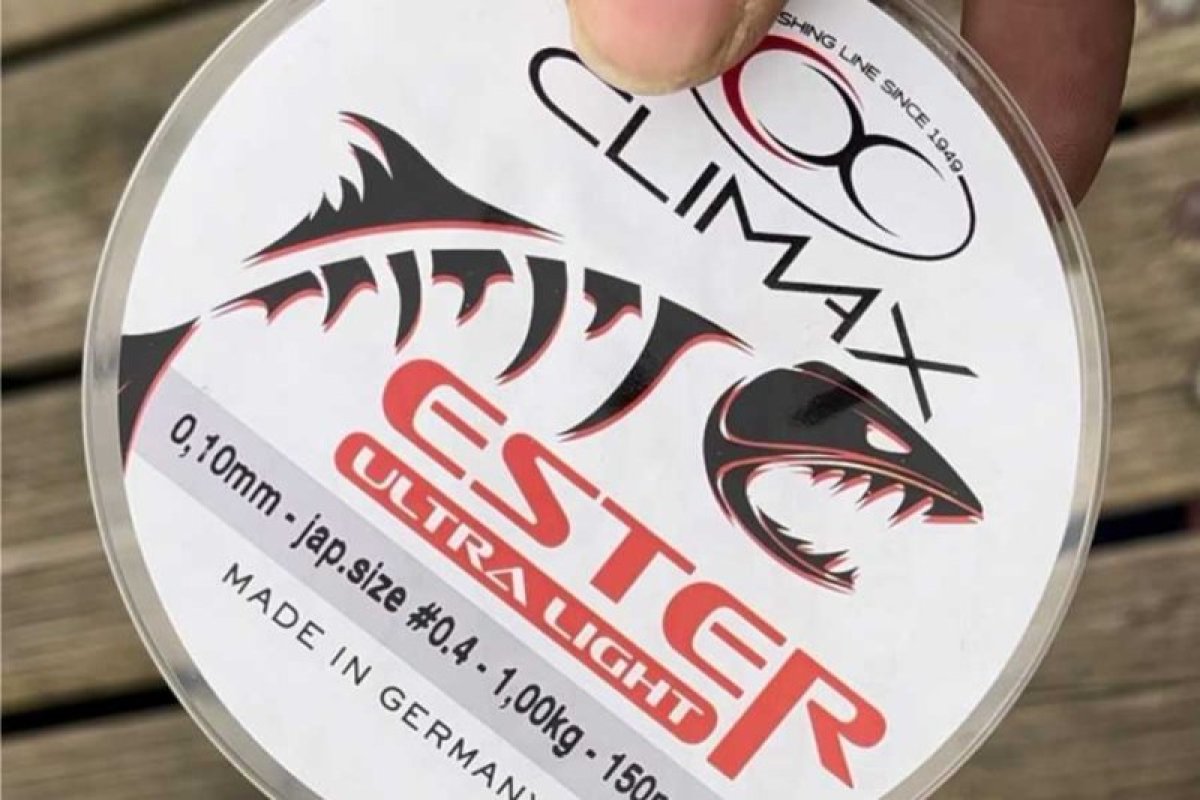 SHING LINE SINCE 1949
CLIMAX
ESTER
ULTRA LIGHT
0,10mm - jap.size #0.4 - 1,00kg - 150
MADE IN GERMANY